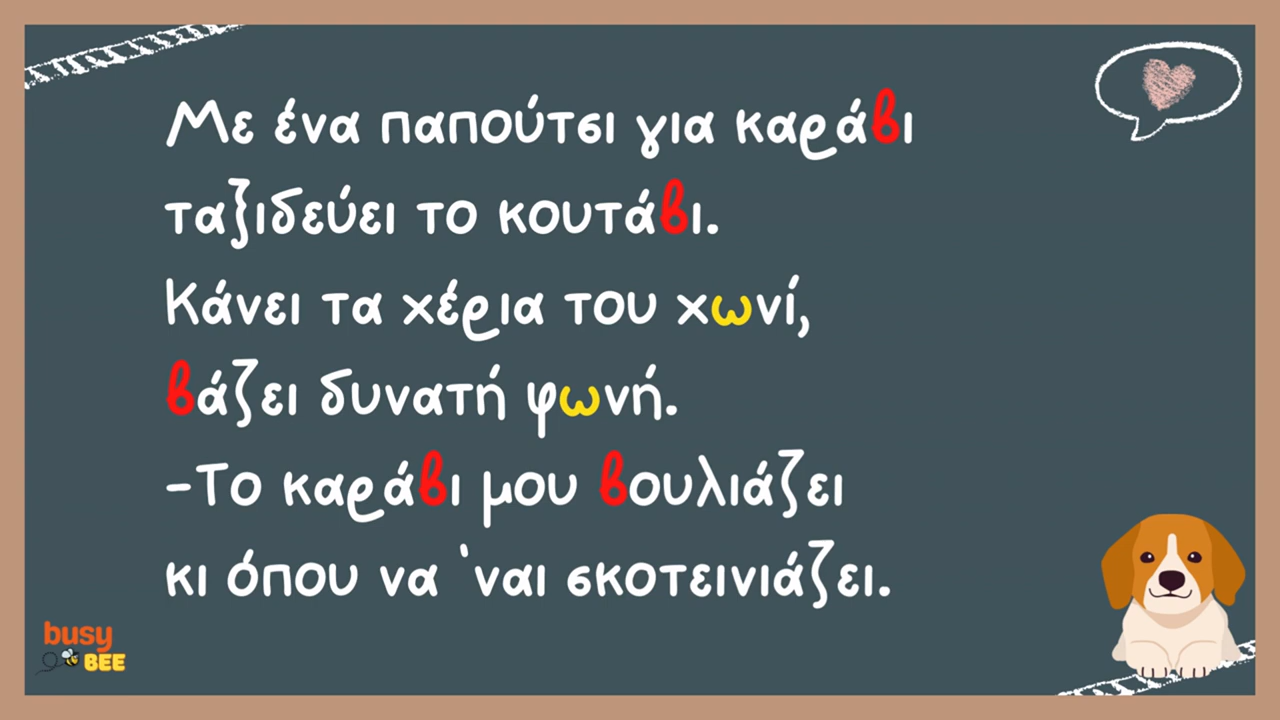 Με ένα παπούτσι για καράβι
ταξιδεύει το κουτάβι.
Κάνει τα χέρια του χωνί,
βάζει δυνατή φωνή.
-Το καράβι μου βουλιάζει
κι όπου να 'ναι σκοτεινιάζει.
busy
BEE